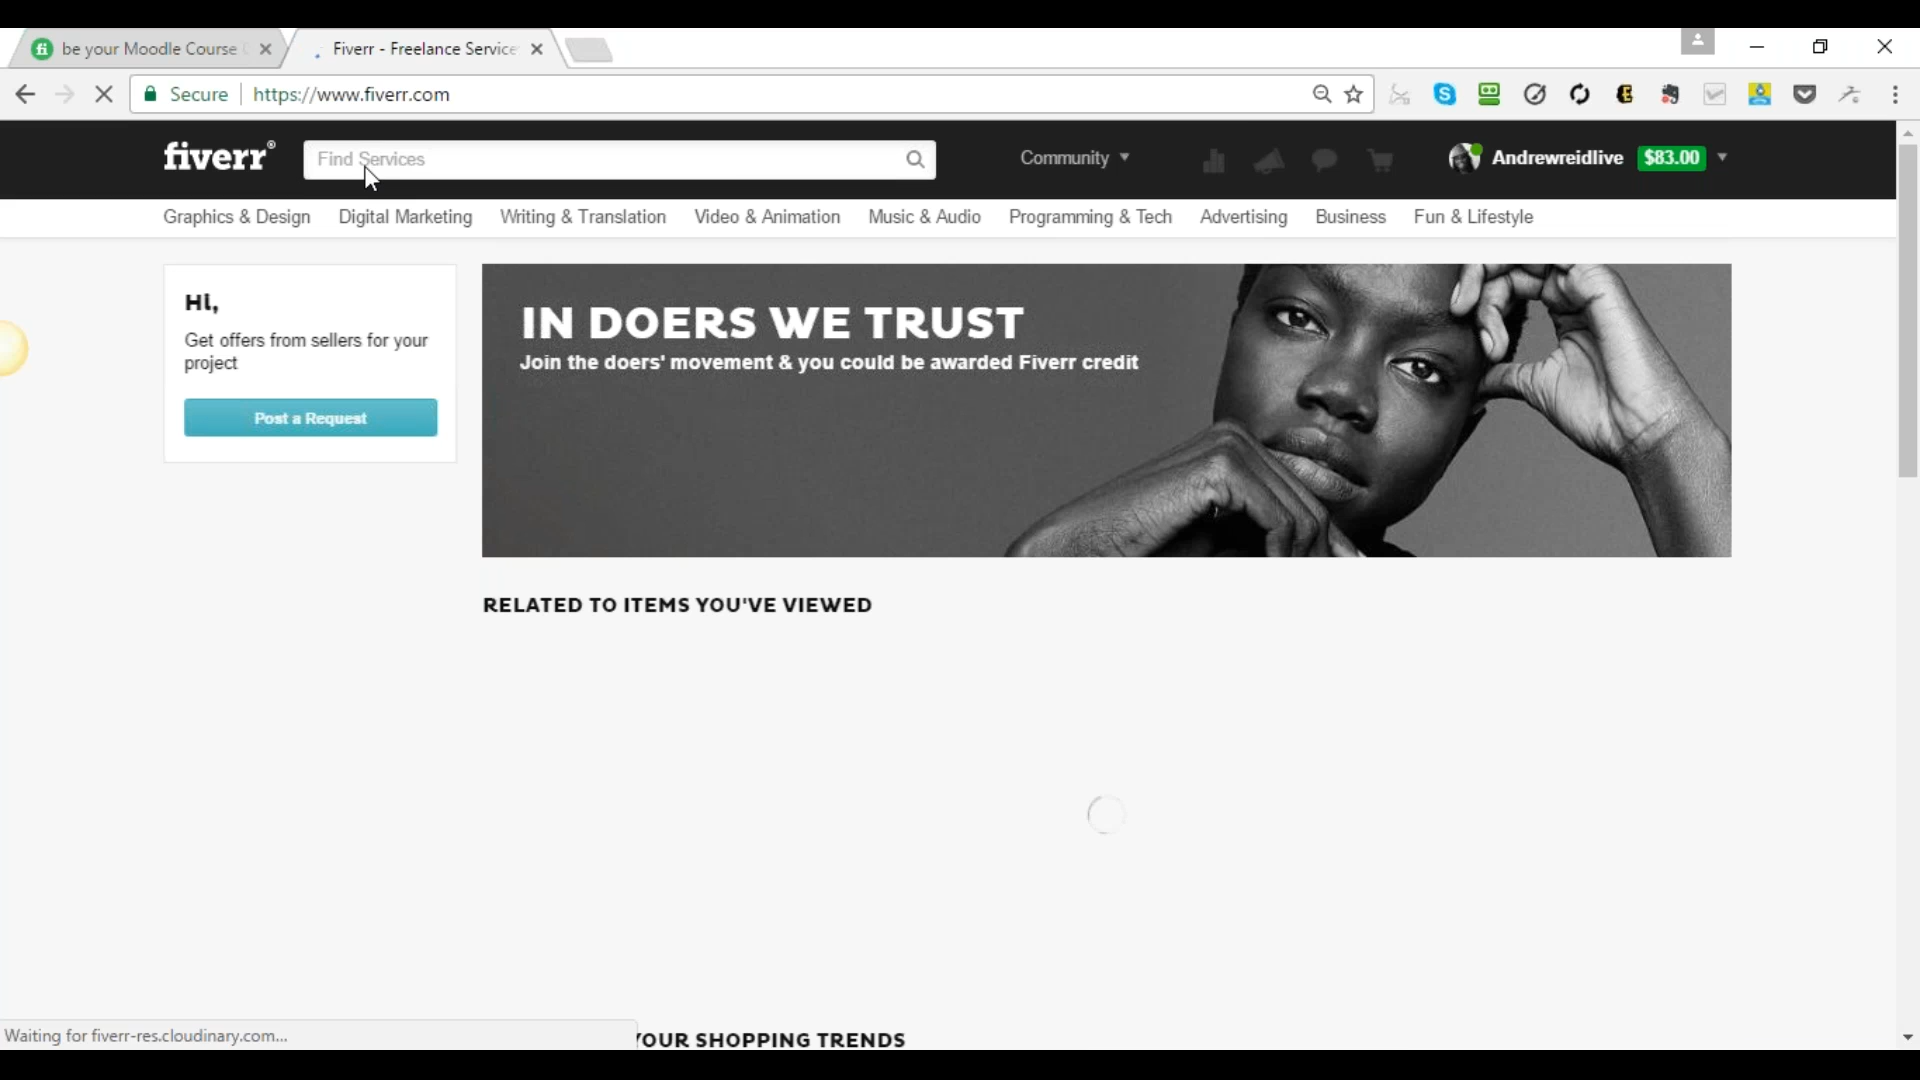 be your Moodle Course
Fiverr - Freelance Service
Secure
https://www.fiverr.com
fiverr®
Find Services
Community
Andrewreidlive
$83.00
Graphics & Design
Digital Marketing
Writing & Translation
Video & Animation
Music & Audio
Programming & Tech
Advertising
Business
Fun & Lifestyle
Hi,
Get offers from sellers for your
project
Post a Request
IN DOERS WE TRUST
Join the doers' movement & you could be awarded Fiverr credit
RELATED TO ITEMS YOU'VE VIEWED
YOUR SHOPPING TRENDS
Waiting for fiverr-res.cloudinary.com...